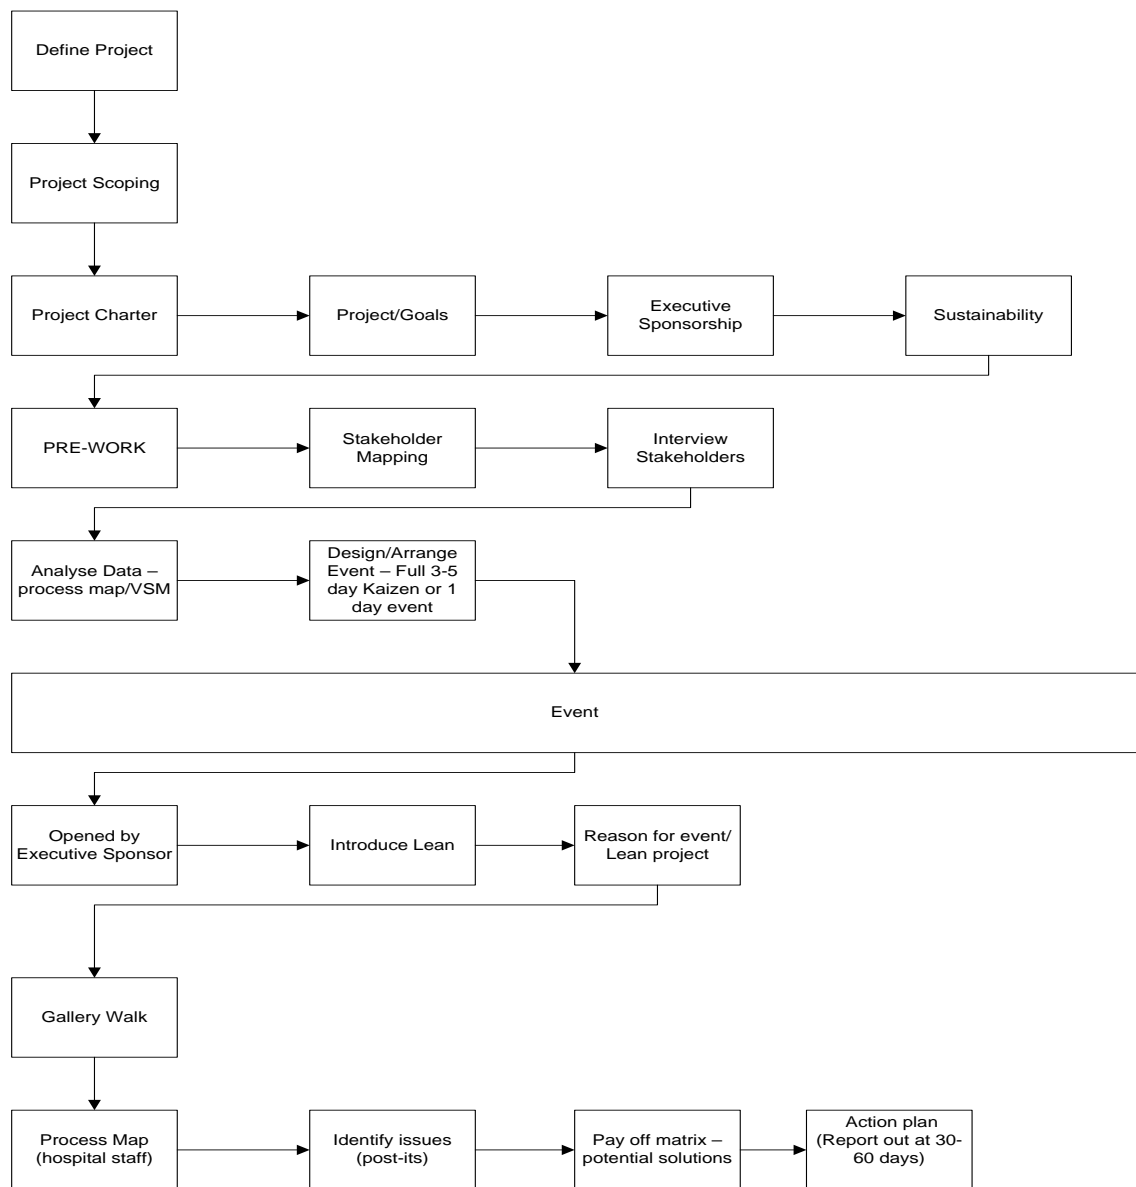 Define Project
Project Scoping
Project Charter
Project/Goals
Executive
Sponsorship
Sustainability
PRE-WORK
Stakeholder
Mapping
Interview
Stakeholders
Analyse Data –
process map/VSM
Design/Arrange
Event – Full 3-5
day Kaizen or 1
day event
Event
Opened by
Executive Sponsor
Introduce Lean
Reason for event/
Lean project
Gallery Walk
Process Map
(hospital staff)
Identify issues
(post-its)
Pay off matrix –
potential solutions
Action plan
(Report out at 30-
60 days)